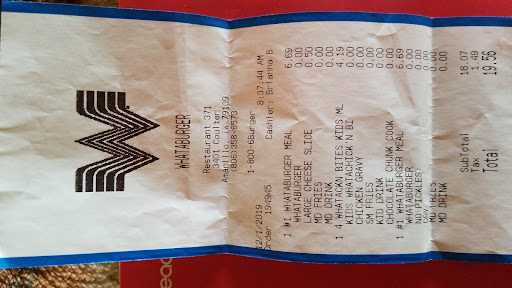 WHATABURGER
Restaurant 371
3401 Coulter
Amarillo, TX 79109
(806)358-8573
1-800-6Burger
12/1/2019 8:37:44 AM
Order 194945 Cashier: Brianna B
1 #1 WHATABURGER MEAL 6.69
WHATABURGER 0.00
LARGE CHEESE SLICE 0.50
MD FRIES 0.00
MD DRINK 0.00
1 4 WHATACKN BITES KIDS ML 4.19
KIDS WHATACHICK'N BI 0.00
CHICKEN GRAVY 0.00
SM FRIES 0.00
KID DRINK 0.00
CHOCOLATE CHUNK COOK 0.00
1 #1 WHATABURGER MEAL 6.69
WHATABURGER 0.00
NO PICKLES 0.00
MD FRIES 0.00
MD DRINK 0.00
SubTotal 18.07
Tax 1.49
Total 19.56